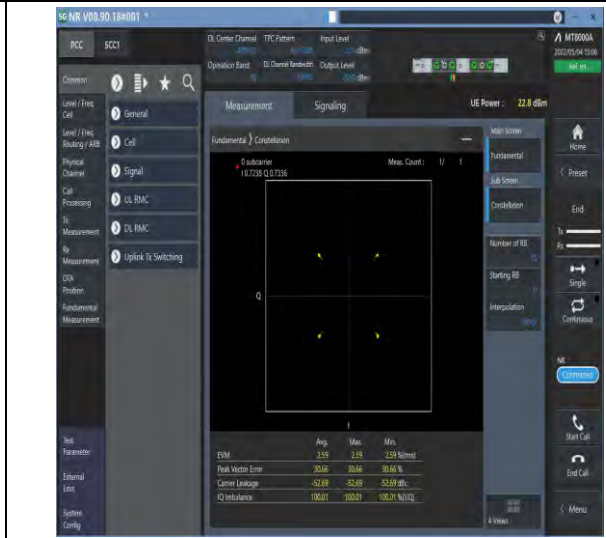 5G NR V08.90.18#001 *
MT8000A
2022/05/04 15:06
Ref. Int
PCC SCC1
DL Center Channel TPC Pattern Input Level
dBm
Operation Band DL Channel Bandwidth Output Level
dBm
Common
Level / Freq
Cell
Level / Freq
Routing / ARB
Physical
Channel
Call
Processing
Tx
Measurement
Rx
Measurement
OTA
Position
Fundamental
Measurement
Test
Parameter
External
Loss
System
Config
General
Cell
Signal
UL RMC
DL RMC
Uplink Tx Switching
Measurement Signaling
UE Power : 22.8 dBm
Fundamental Constellation
0 subcarrier Meas. Count : 1/ 1
I 0.7238 Q 0.7336
Q
I
Avg. Max. Min.
EVM 2.59 2.59 2.59 %(rms)
Peak Vector Error 30.66 30.66 30.66 %
Carrier Leakage -52.69 -52.69 -52.69 dBc
IQ Imbalance 100.01 100.01 100.01 %(I/Q)
Main Screen
Fundamental
Sub Screen
Constellation
Number of RB
Starting RB
Interpolation
4 Views
Home
Preset
End
Tx
Rx
Single
Continuous
NR
Connected
Start Call
End Call
Menu